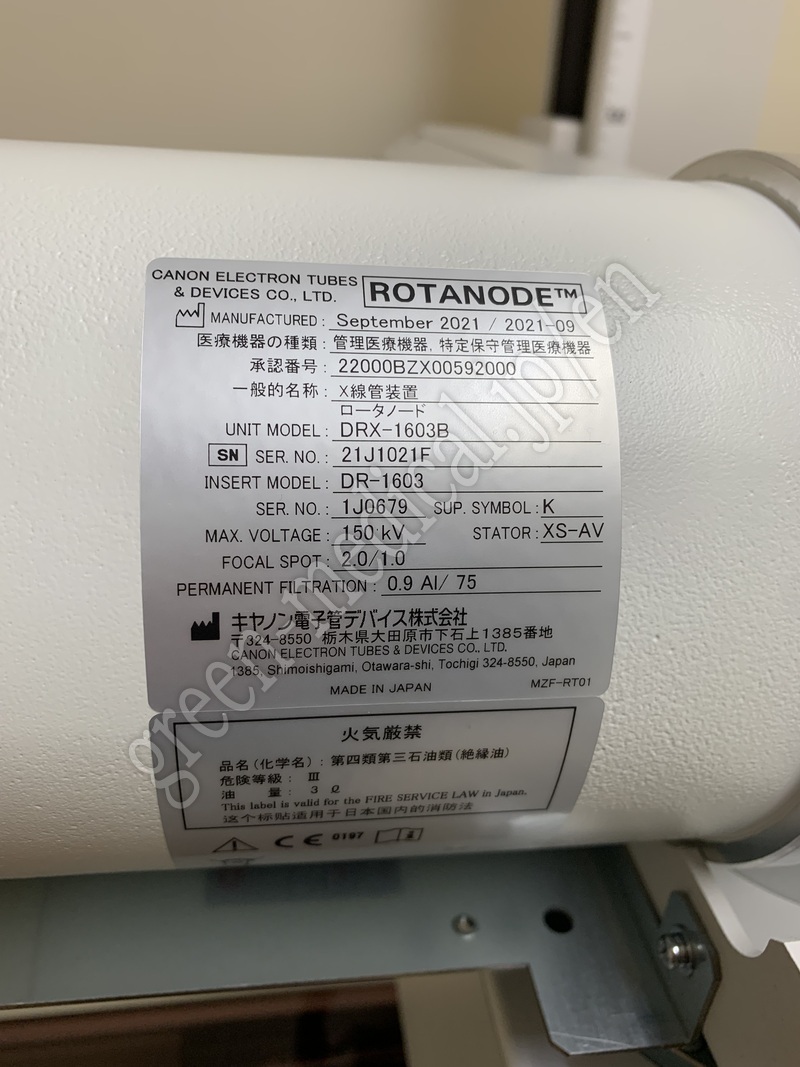 CANON ELECTRON TUBES
& DEVICES CO., LTD. ROTANODE™
MANUFACTURED : September 2021 / 2021-09
医療機器の種類 : 管理医療機器, 特定保守管理医療機器
承認番号 : 22000BZX00592000
一般的名称 : X線管装置
ロータノード
UNIT MODEL : DRX-1603B
SN SER. NO. : 21J1021F
INSERT MODEL : DR-1603
SER. NO. : 1J0679 SUP. SYMBOL : K
MAX. VOLTAGE : 150 kV STATOR : XS-AV
FOCAL SPOT : 2.0/1.0
PERMANENT FILTRATION : 0.9 Al/ 75
キヤノン電子管デバイス株式会社
〒324-8550 栃木県大田原市下石上1385番地
CANON ELECTRON TUBES & DEVICES CO., LTD.
1385, Shimoishigami, Otawara-shi, Tochigi 324-8550, Japan
MADE IN JAPAN MZF-RT01
火気厳禁
品名(化学名) : 第四類第三石油類(絶縁油)
危険等級 : Ⅲ
油 量 : 3 ℓ
This label is valid for the FIRE SERVICE LAW in Japan.
这个标贴适用于日本国内的消防法
CE 0197
green-medical.jp/en